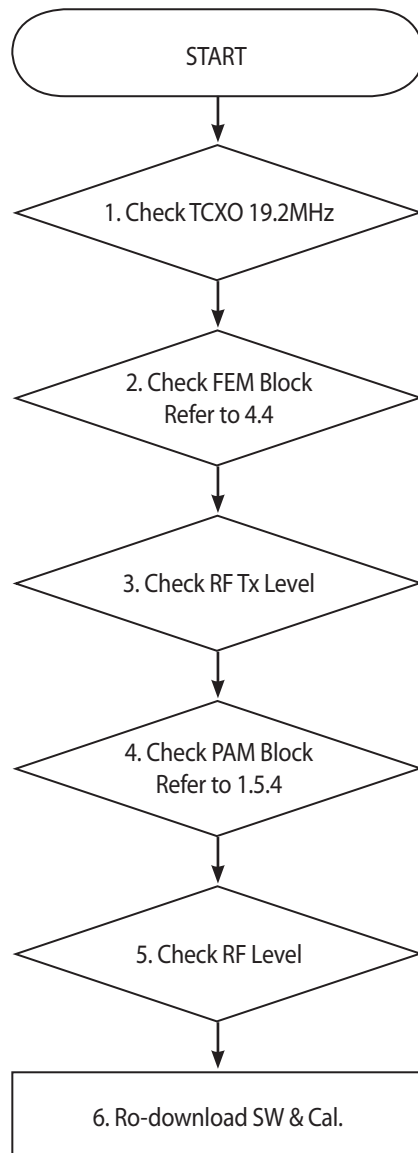 START
1. Check TCXO 19.2MHz
2. Check FEM Block
Refer to 4.4
3. Check RF Tx Level
4. Check PAM Block
Refer to 1.5.4
5. Check RF Level
6. Ro-download SW & Cal.